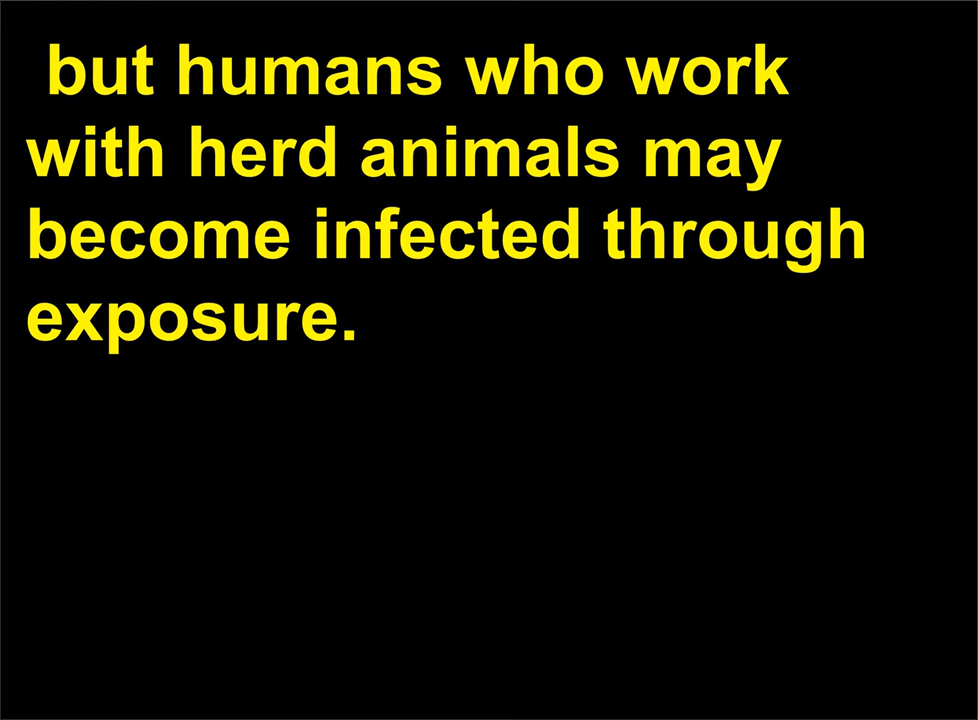 but humans who work
with herd animals may
become infected through
exposure.